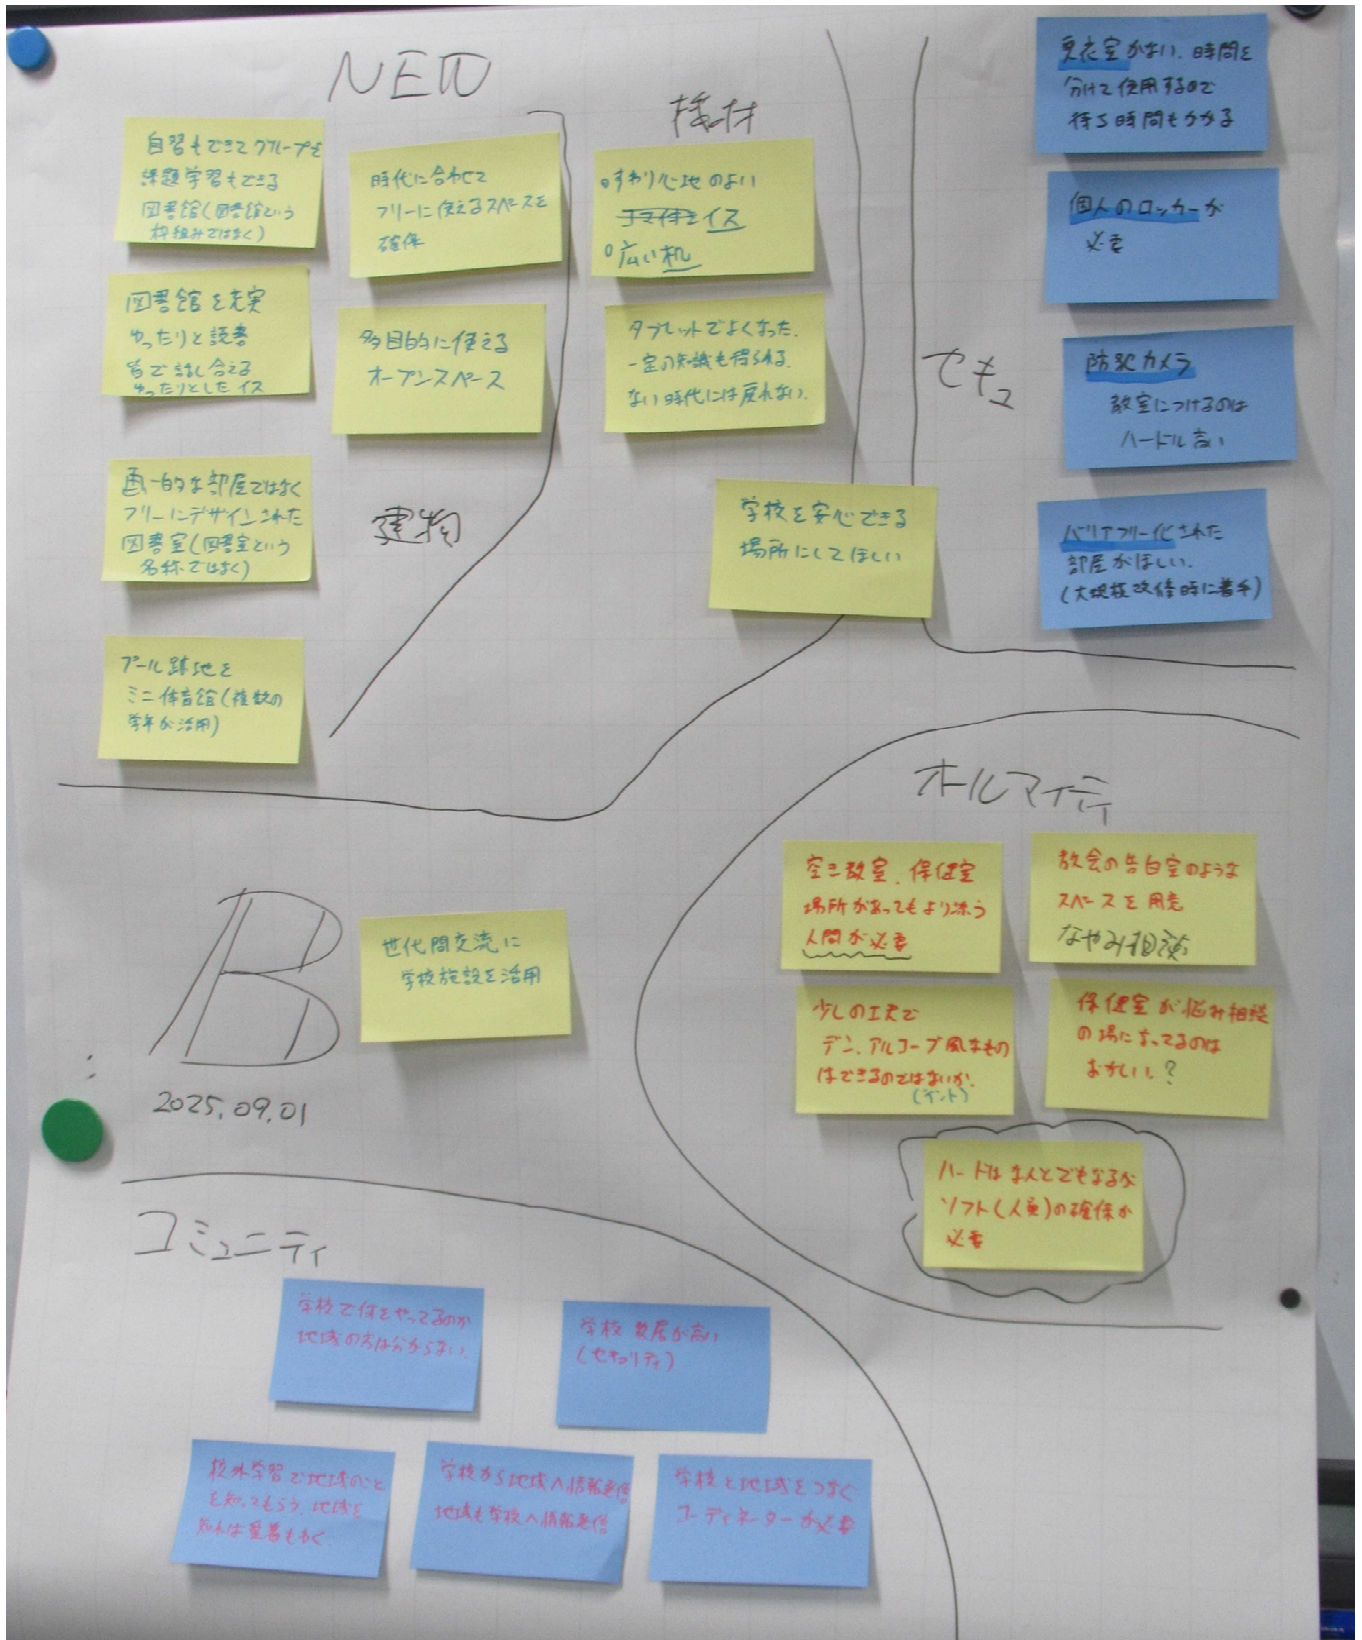 NEW
自習もできてグループで
課題学習もできる
図書館(図書館という
枠組みではなく)
時代に合わせて
フリーに使えるスペースを
確保
図書館を充実
ゆったりと読書
皆で話し合える
ゆったりとしたイス
多目的に使える
オープンスペース
画一的な部屋ではなく
フリーにデザインされた
図書室(図書室という
名称ではなく)
建物
プール跡地を
ミニ体育館(複数の
学年が活用)
機材
すわり心地のよい
イス
広い机
タブレットでよくなった.
一定の知識も得られる.
ない時代には戻れない.
学校を安心できる
場所にしてほしい
セキュ
更衣室がない.時間を
分けて使用するので
待ち時間もかかる
個人のロッカーが
必要
防犯カメラ
教室につけるのは
ハードル高い
バリアフリー化された
部屋がほしい.
(大規模改修時に着手)
オールマイティ
空き教室、保健室
場所があってもより添う
人間が必要
教会の告白室のような
スペースを用意
なやみ相談
少しの工夫で
デン、アルコーブ風なもの
はできるのではないか.
(テント)
保健室が悩み相談
の場になってるのは
おかしい.?
ハードはなんとでもなるが
ソフト(人員)の確保が
必要
B
2025.09.01
世代間交流に
学校施設を活用
コミュニティ
学校で何をやってるのか
地域の方は分からない.
学校 敷居が高い
(セキュリティ)
校外学習で地域のこと
を知ってもらう.地域を
知れば愛着もわく.
学校から地域へ情報発信
地域も学校へ情報発信
学校と地域をつなぐ
コーディネーターが必要